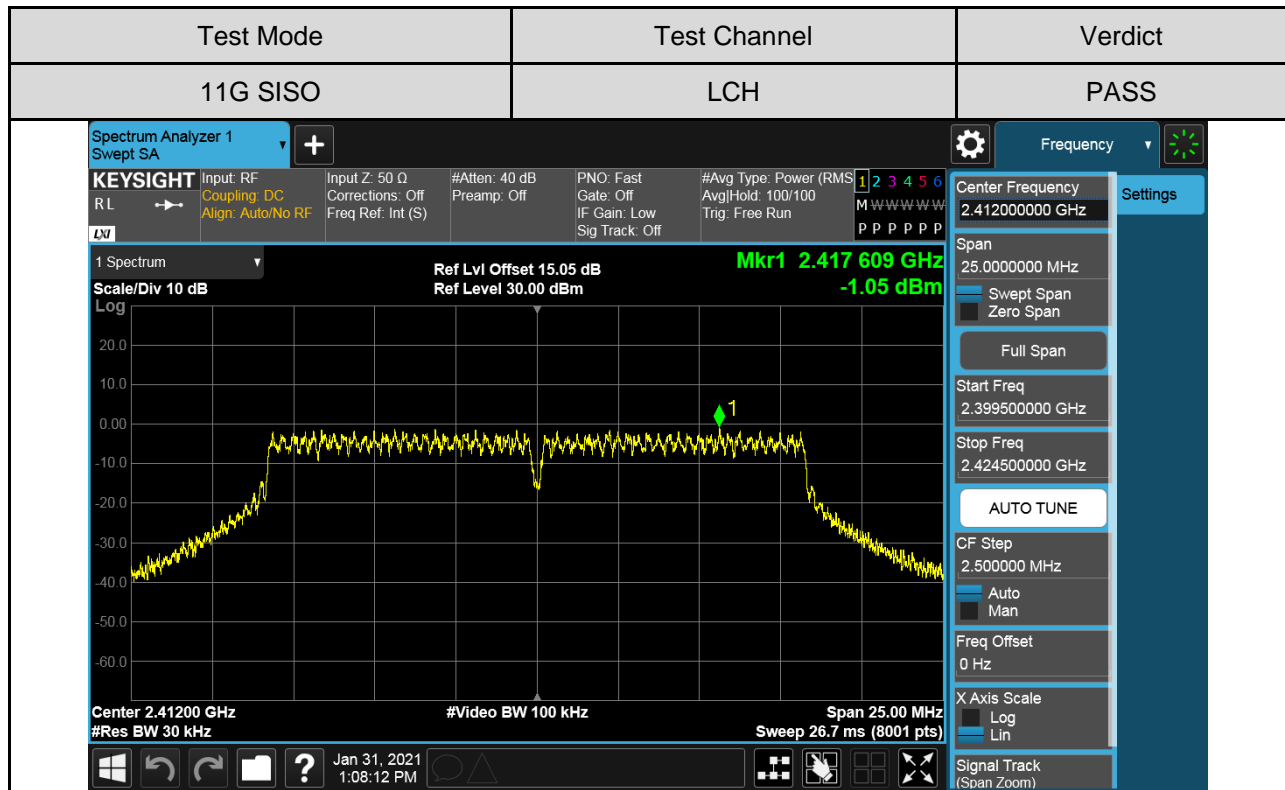 Test Mode Test Channel Verdict
11G SISO LCH PASS
Spectrum Analyzer 1
Swept SA
Frequency
KEYSIGHT
R L
LXI
Input: RF
Coupling: DC
Align: Auto/No RF
Input Z: 50 Ω
Corrections: Off
Freq Ref: Int (S)
#Atten: 40 dB
Preamp: Off
PNO: Fast
Gate: Off
IF Gain: Low
Sig Track: Off
#Avg Type: Power (RMS
Avg|Hold: 100/100
Trig: Free Run
1 2 3 4 5 6
M W W W W W
P P P P P P
1 Spectrum
Scale/Div 10 dB
Ref Lvl Offset 15.05 dB
Ref Level 30.00 dBm
Mkr1 2.417 609 GHz
-1.05 dBm
Log
20.0
10.0
0.00
-10.0
-20.0
-30.0
-40.0
-50.0
-60.0
1
Center 2.41200 GHz
#Res BW 30 kHz
#Video BW 100 kHz
Span 25.00 MHz
Sweep 26.7 ms (8001 pts)
?
Jan 31, 2021
1:08:12 PM
Center Frequency
2.412000000 GHz
Settings
Span
25.0000000 MHz
Swept Span
Zero Span
Full Span
Start Freq
2.399500000 GHz
Stop Freq
2.424500000 GHz
AUTO TUNE
CF Step
2.500000 MHz
Auto
Man
Freq Offset
0 Hz
X Axis Scale
Log
Lin
Signal Track
(Span Zoom)